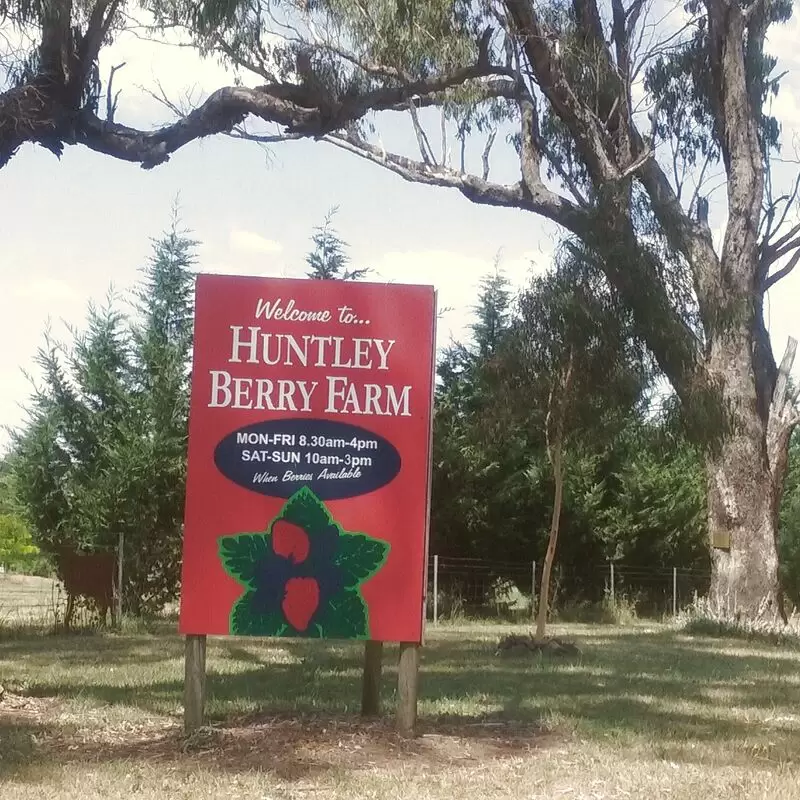 Welcome to...
HUNTLEY
BERRY FARM
MON-FRI 8.30am-4pm
SAT-SUN 10am-3pm
When Berries Available